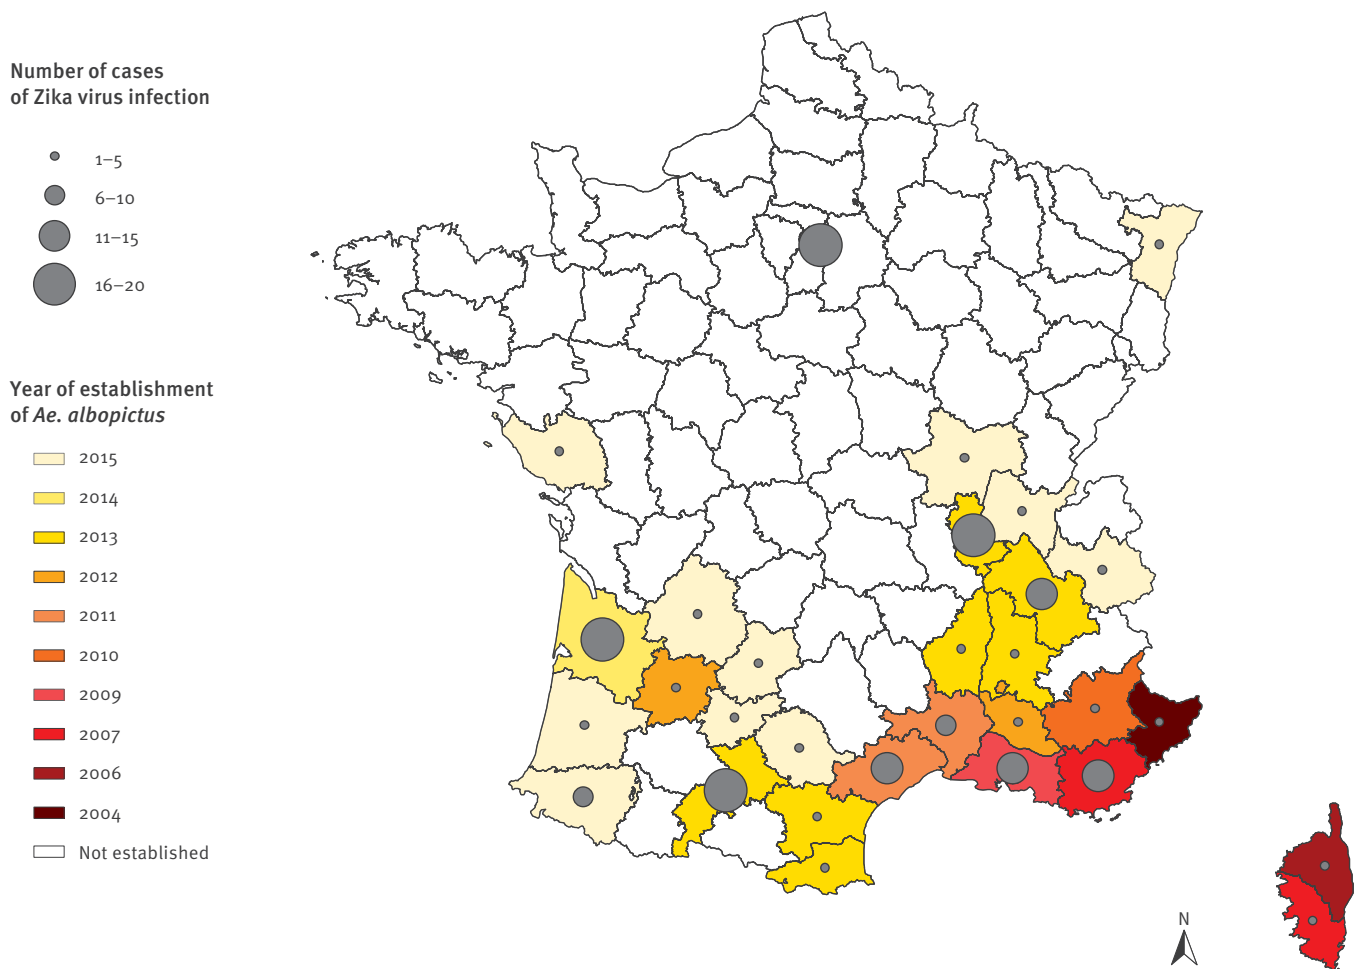 Number of cases
of Zika virus infection
1–5
6–10
11–15
16–20
Year of establishment
of Ae. albopictus
2015
2014
2013
2012
2011
2010
2009
2007
2006
2004
Not established
N